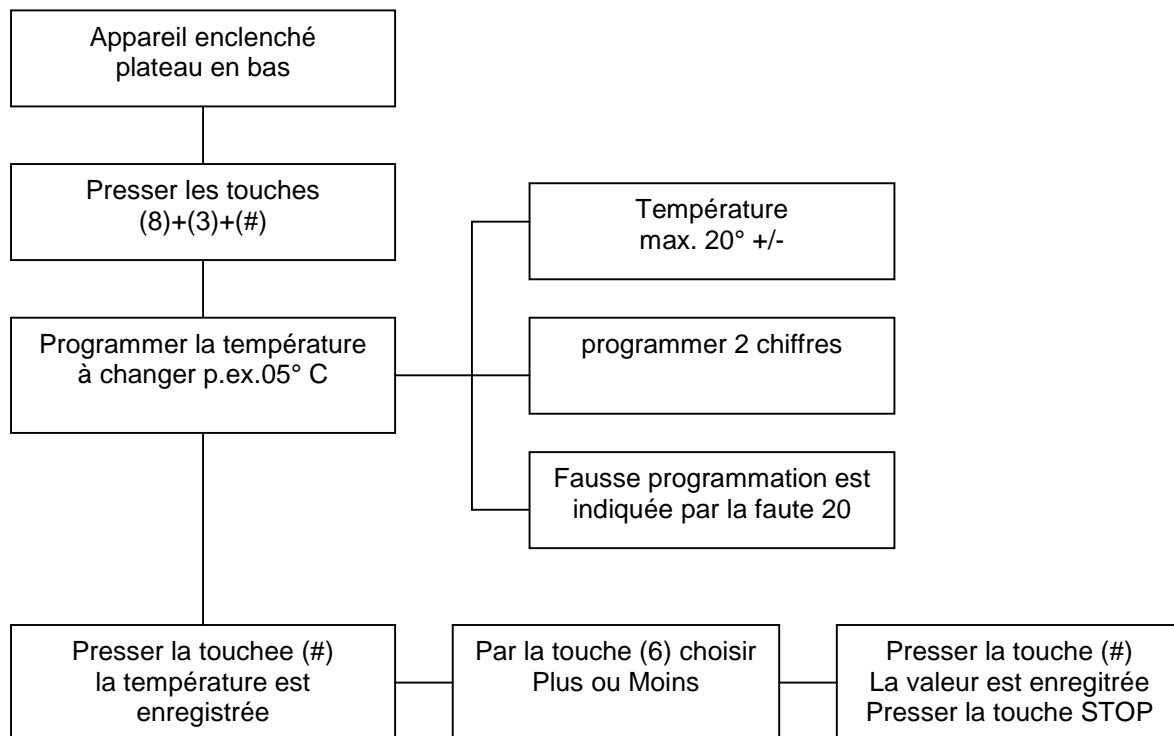 Appareil enclenché
plateau en bas
Presser les touches
(8)+(3)+(#)
Température
max. 20° +/-
Programmer la température
à changer p.ex.05° C
programmer 2 chiffres
Fausse programmation est
indiquée par la faute 20
Presser la touchee (#)
la température est
enregistrée
Par la touche (6) choisir
Plus ou Moins
Presser la touche (#)
La valeur est enregitrée
Presser la touche STOP